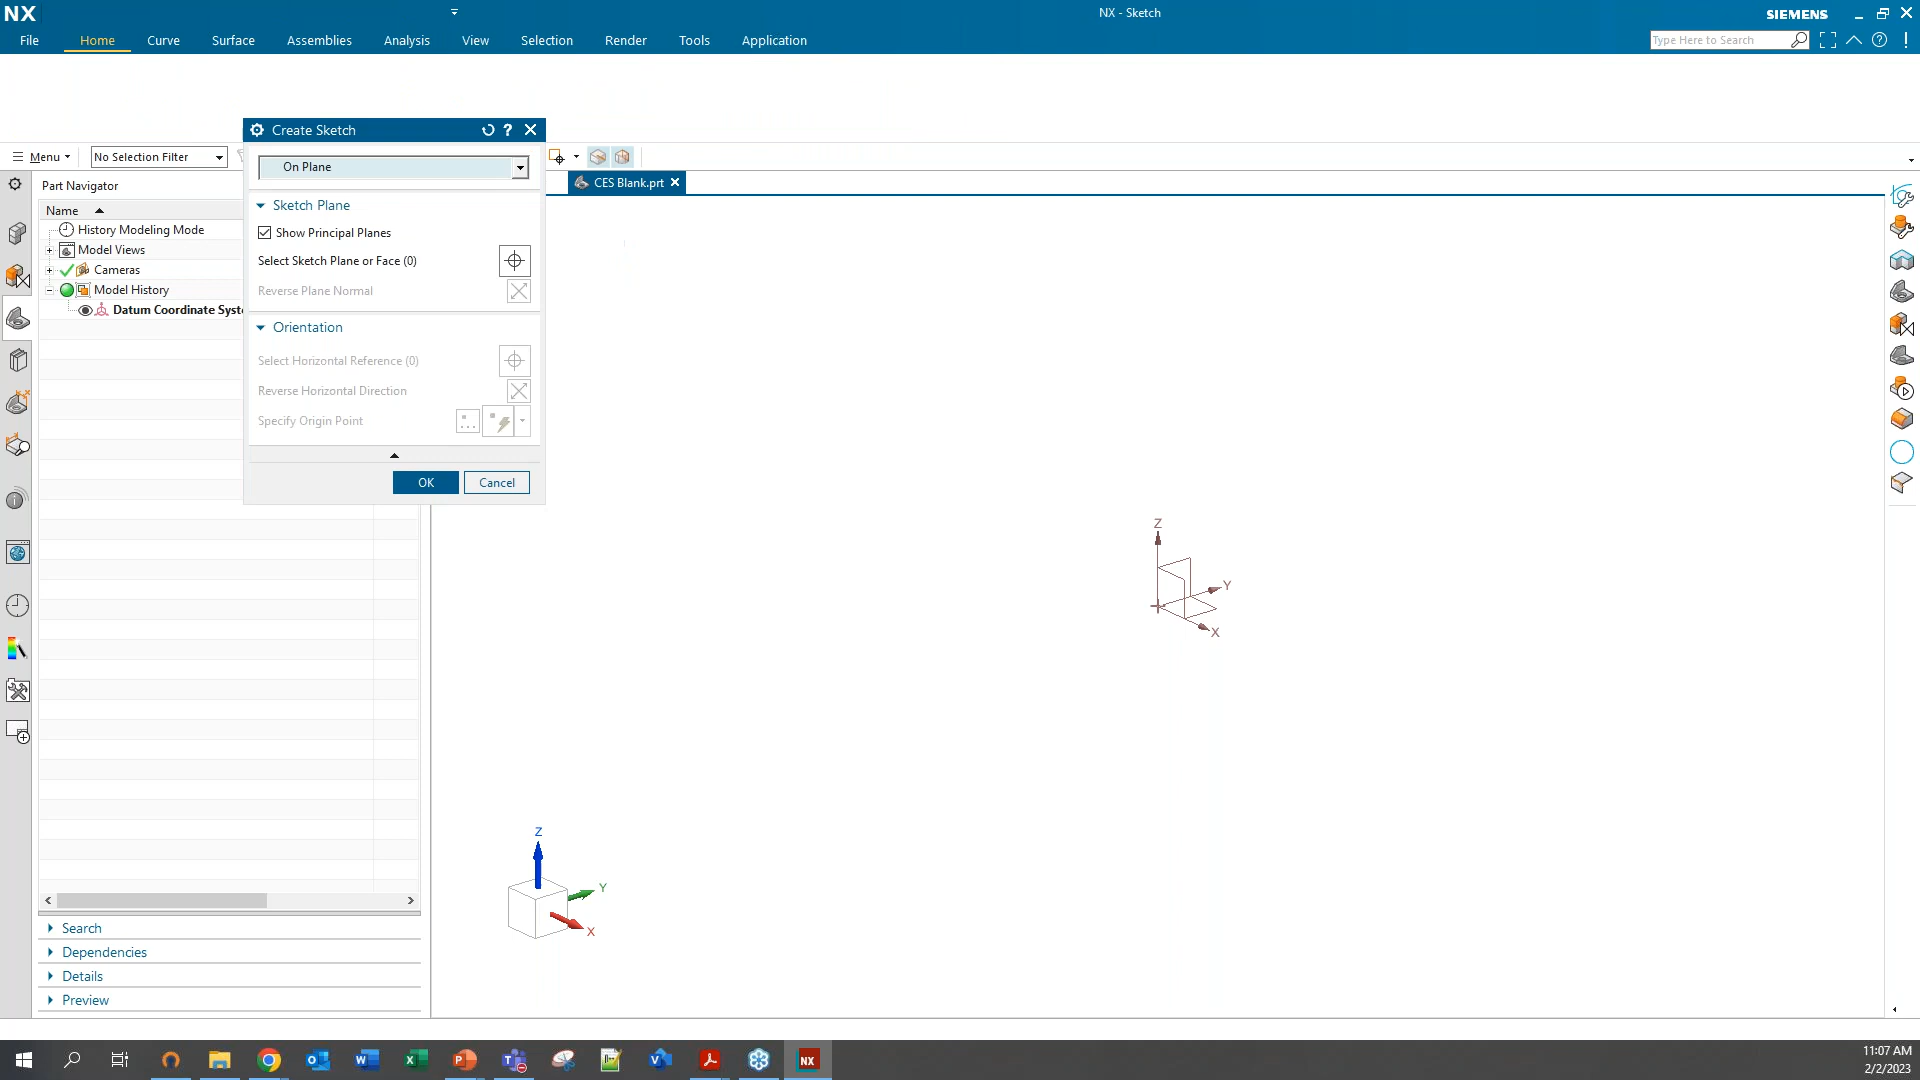 NX
NX - Sketch
SIEMENS
File
Home
Curve
Surface
Assemblies
Analysis
View
Selection
Render
Tools
Application
Type Here to Search
Menu
No Selection Filter
Create Sketch
On Plane
Sketch Plane
Show Principal Planes
Select Sketch Plane or Face (0)
Reverse Plane Normal
Orientation
Select Horizontal Reference (0)
Reverse Horizontal Direction
Specify Origin Point
OK
Cancel
CES Blank.prt
Part Navigator
Name
History Modeling Mode
Model Views
Cameras
Model History
Datum Coordinate Syst
Z
Y
X
Z
Y
X
Search
Dependencies
Details
Preview
NX
11:07 AM
2/2/2023